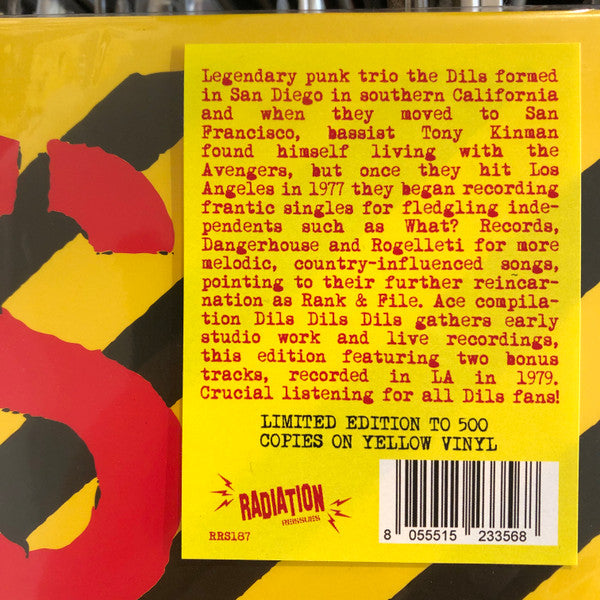 Legendary punk trio the Dils formed
in San Diego in southern California
and when they moved to San
Francisco, bassist Tony Kinman
found himself living with the
Avengers, but once they hit Los
Angeles in 1977 they began recording
frantic singles for fledgling inde-
pendents such as What? Records,
Dangerhouse and Rogelleti for more
melodic, country-influenced songs,
pointing to their further reincar-
nation as Rank & File. Ace compila-
tion Dils Dils Dils gathers early
studio work and live recordings,
this edition featuring two bonus
tracks, recorded in LA in 1979.
Crucial listening for all Dils fans!
LIMITED EDITION TO 500
COPIES ON YELLOW VINYL
RADIATION
REISSUES
RRS187
8 055515 233568